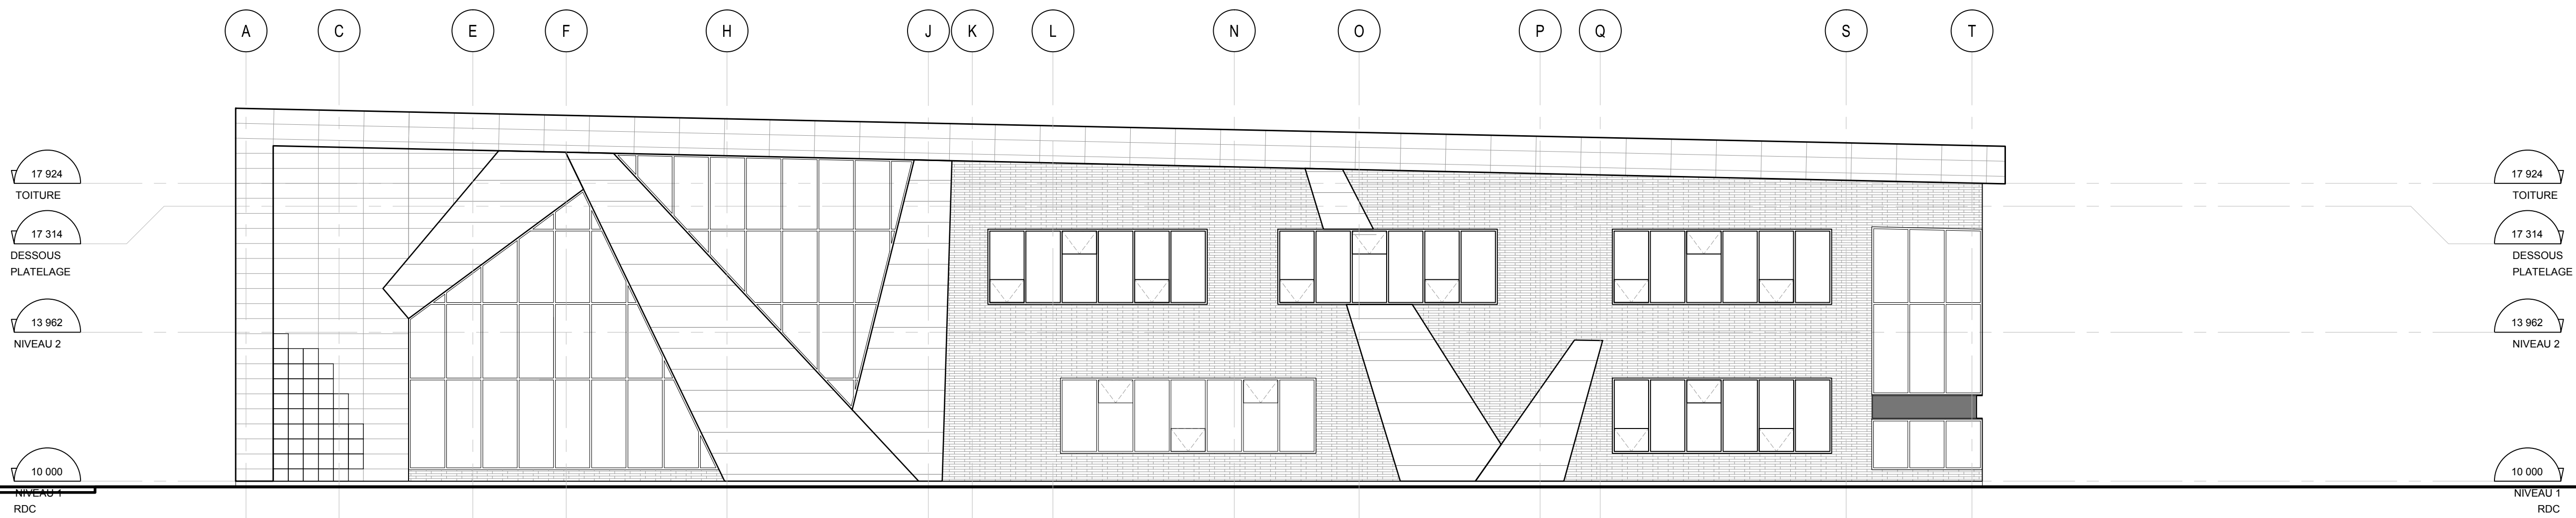 A C E F H J K L N O P Q S T
17 924
TOITURE
17 314
DESSOUS
PLATELAGE
13 962
NIVEAU 2
10 000
NIVEAU 1
RDC
17 924
TOITURE
17 314
DESSOUS
PLATELAGE
13 962
NIVEAU 2
10 000
NIVEAU 1
RDC